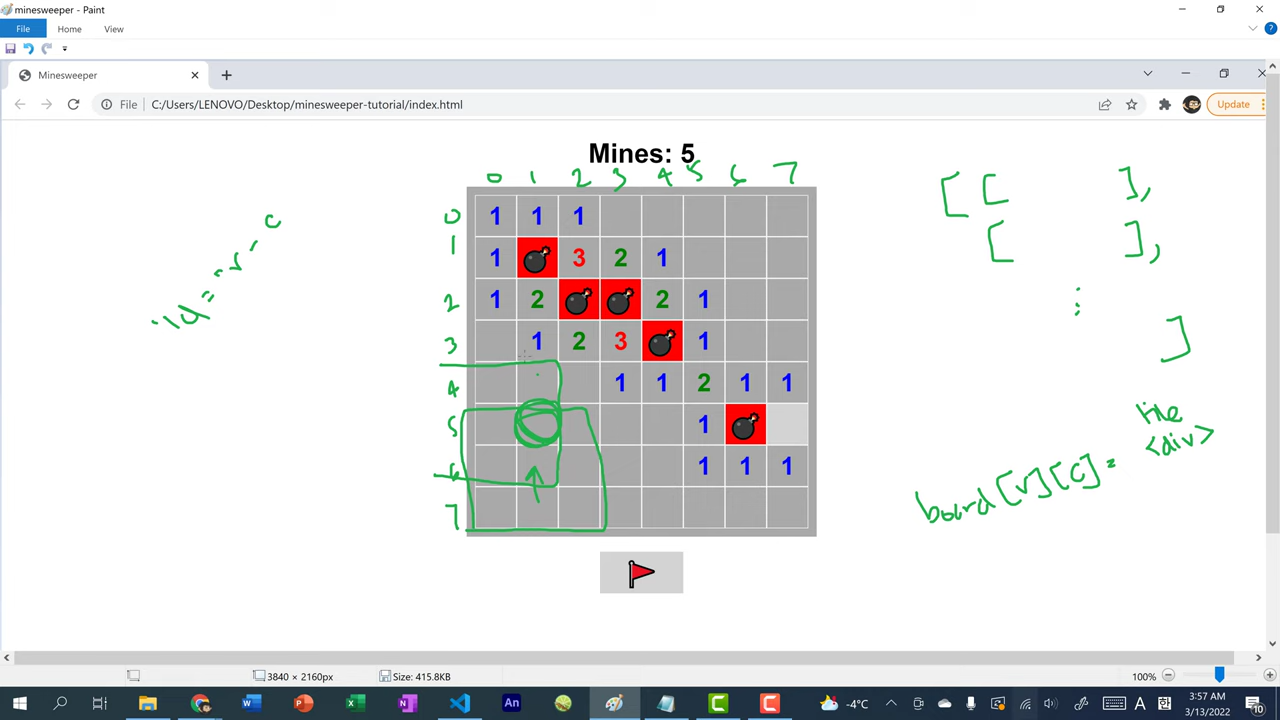 minesweeper - Paint
File Home View
Minesweeper
File C:/Users/LENOVO/Desktop/minesweeper-tutorial/index.html Update
Mines: 5
0 1 2 3 4 5 6 7
0 1 1 1
1 1 3 2 1
2 1 2 2 1
3 1 2 3 1
4 1 1 2 1 1
5 1
6 1 1 1
7
[ [ ],
[ ],
:
]
"id = "r - c
tile
<div>
board[r][c] =
3840 × 2160px Size: 415.8KB 100%
-4°C A 3:57 AM
3/13/2022 10